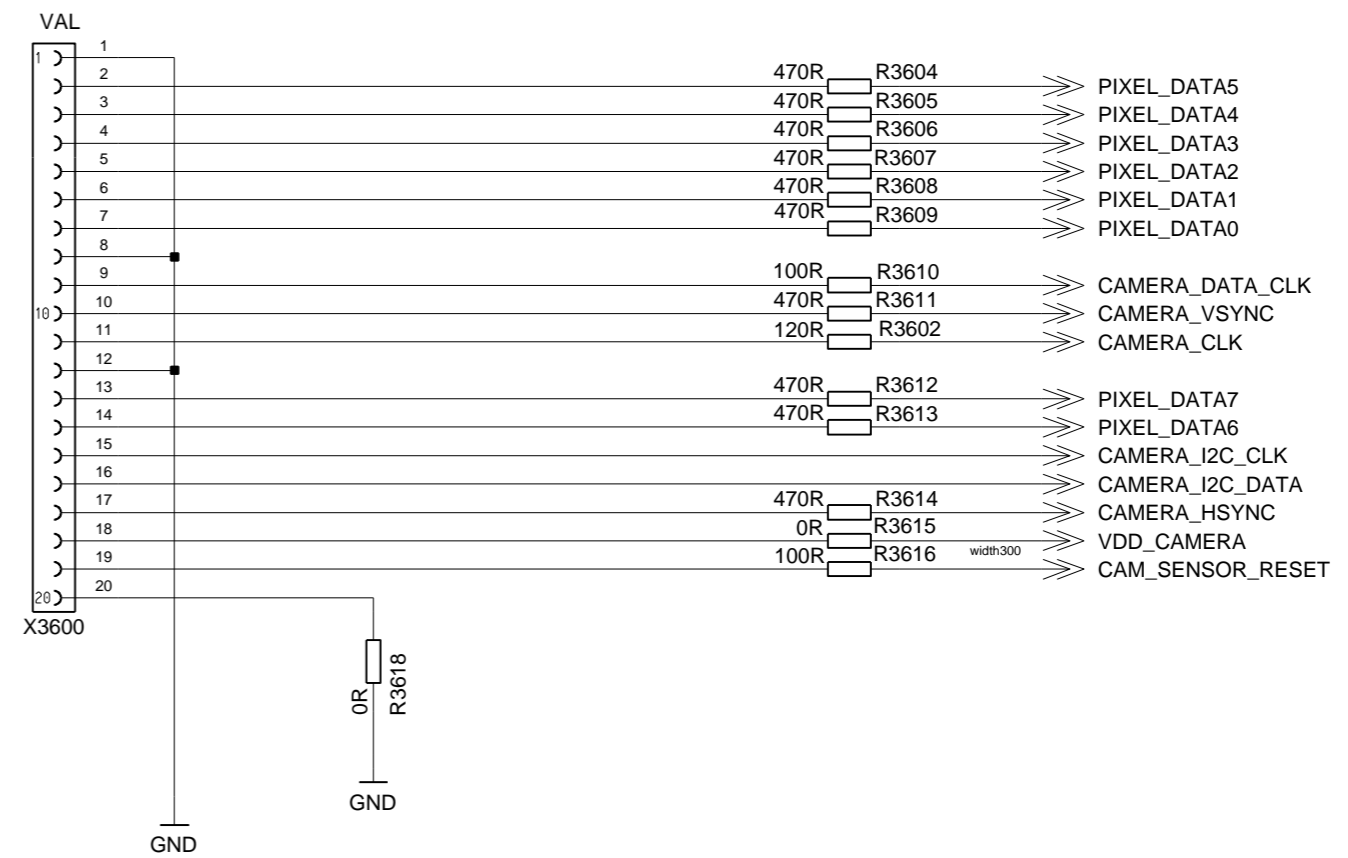 VAL
1 1
2 470R R3604 PIXEL_DATA5
3 470R R3605 PIXEL_DATA4
4 470R R3606 PIXEL_DATA3
5 470R R3607 PIXEL_DATA2
6 470R R3608 PIXEL_DATA1
7 470R R3609 PIXEL_DATA0
8
9 100R R3610 CAMERA_DATA_CLK
10 10 470R R3611 CAMERA_VSYNC
11 120R R3602 CAMERA_CLK
12
13 470R R3612 PIXEL_DATA7
14 470R R3613 PIXEL_DATA6
15 CAMERA_I2C_CLK
16 CAMERA_I2C_DATA
17 470R R3614 CAMERA_HSYNC
18 0R R3615 VDD_CAMERA
19 100R R3616 width300 CAM_SENSOR_RESET
20 20
X3600
0R R3618
GND
GND